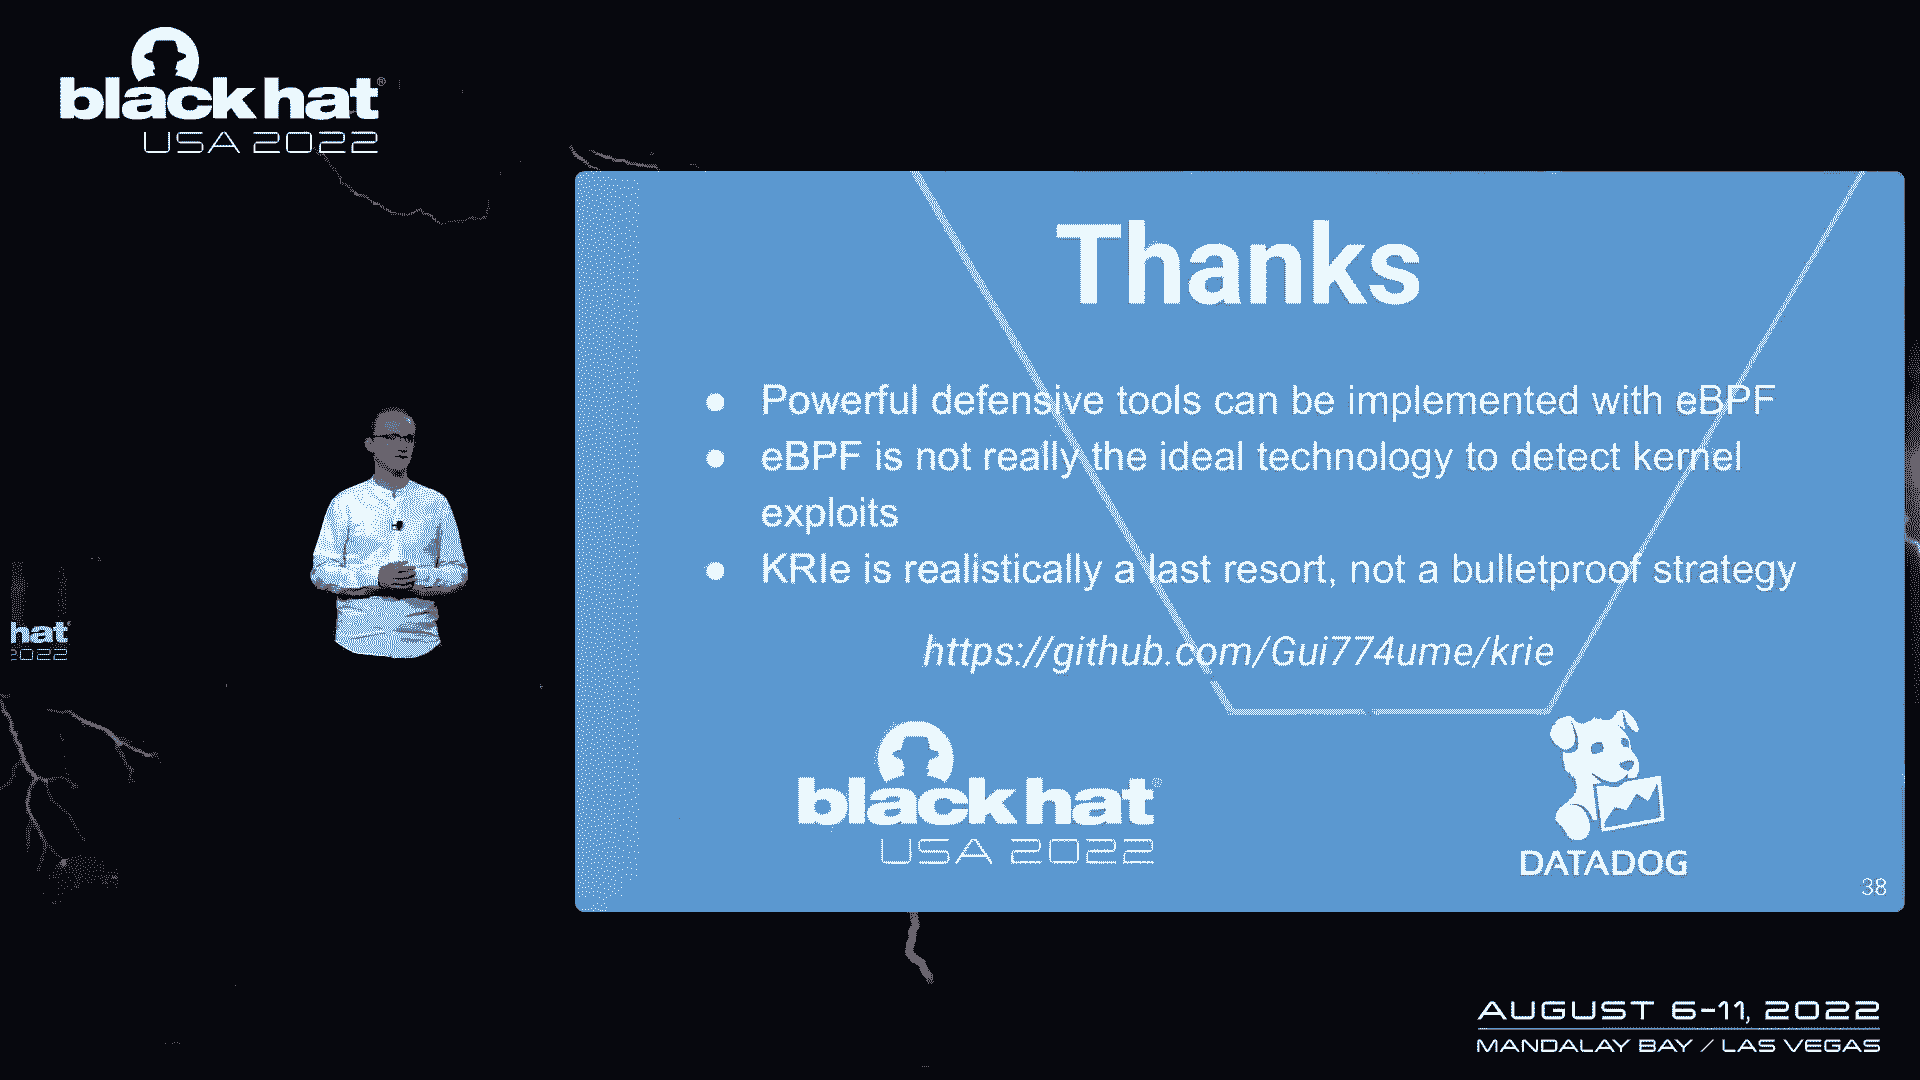 black hat®
USA 2022
Thanks
● Powerful defensive tools can be implemented with eBPF
● eBPF is not really the ideal technology to detect kernel
exploits
● KRIe is realistically a last resort, not a bulletproof strategy
https://github.com/Gui774ume/krie
black hat®
USA 2022
DATADOG
38
hat®
2022
AUGUST 6-11, 2022
MANDALAY BAY / LAS VEGAS